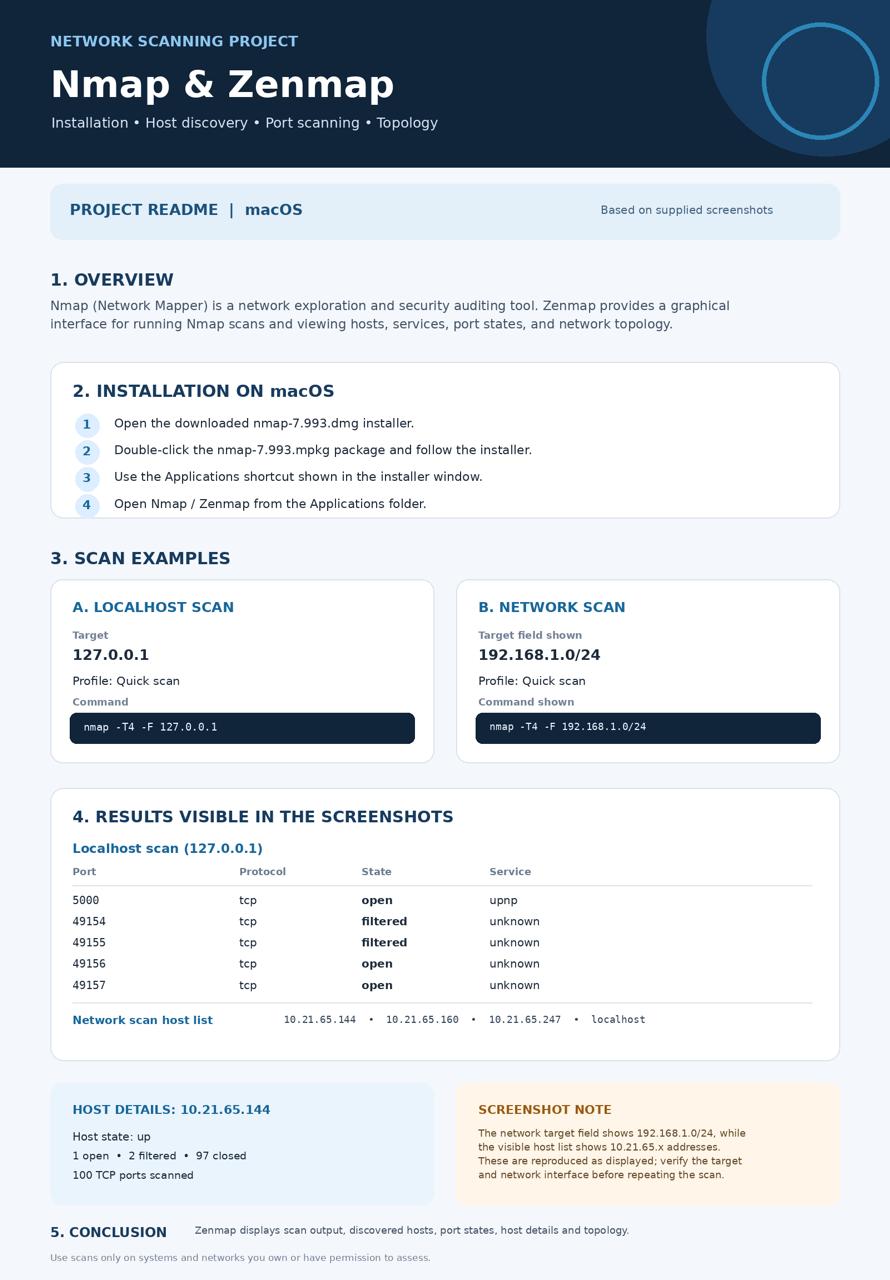 NETWORK SCANNING PROJECT
Nmap & Zenmap
Installation • Host discovery • Port scanning • Topology
PROJECT README | macOS
Based on supplied screenshots
1. OVERVIEW
Nmap (Network Mapper) is a network exploration and security auditing tool. Zenmap provides a graphical
interface for running Nmap scans and viewing hosts, services, port states, and network topology.
2. INSTALLATION ON macOS
1 Open the downloaded nmap-7.993.dmg installer.
2 Double-click the nmap-7.993.mpkg package and follow the installer.
3 Use the Applications shortcut shown in the installer window.
4 Open Nmap / Zenmap from the Applications folder.
3. SCAN EXAMPLES
A. LOCALHOST SCAN
Target
127.0.0.1
Profile: Quick scan
Command
nmap -T4 -F 127.0.0.1
B. NETWORK SCAN
Target field shown
192.168.1.0/24
Profile: Quick scan
Command shown
nmap -T4 -F 192.168.1.0/24
4. RESULTS VISIBLE IN THE SCREENSHOTS
Localhost scan (127.0.0.1)
Port Protocol State Service
5000 tcp open upnp
49154 tcp filtered unknown
49155 tcp filtered unknown
49156 tcp open unknown
49157 tcp open unknown
Network scan host list 10.21.65.144 • 10.21.65.160 • 10.21.65.247 • localhost
HOST DETAILS: 10.21.65.144
Host state: up
1 open • 2 filtered • 97 closed
100 TCP ports scanned
SCREENSHOT NOTE
The network target field shows 192.168.1.0/24, while
the visible host list shows 10.21.65.x addresses.
These are reproduced as displayed; verify the target
and network interface before repeating the scan.
5. CONCLUSION Zenmap displays scan output, discovered hosts, port states, host details and topology.
Use scans only on systems and networks you own or have permission to assess.